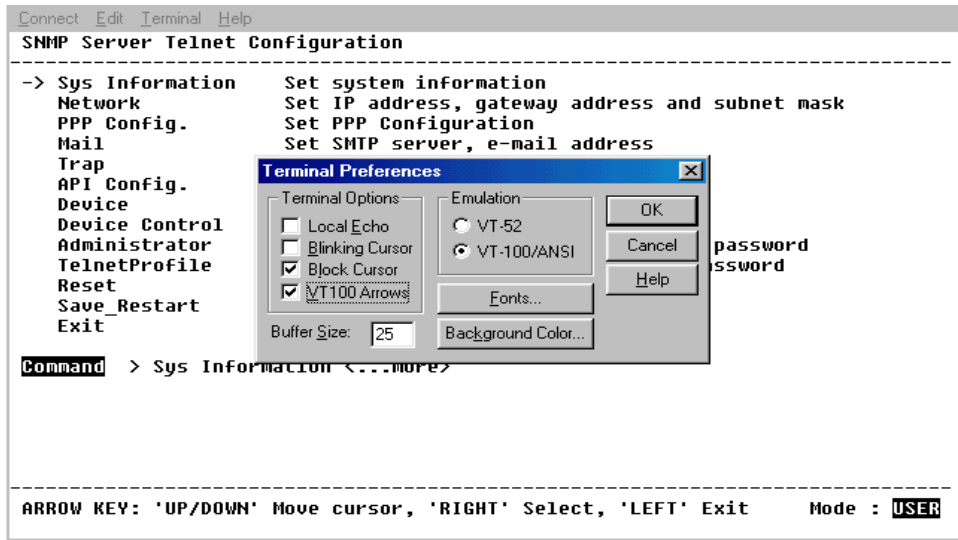 Connect Edit Terminal Help
SNMP Server Telnet Configuration
-> Sys Information Set system information
Network Set IP address, gateway address and subnet mask
PPP Config. Set PPP Configuration
Mail Set SMTP server, e-mail address
Trap
API Config.
Device
Device Control
Administrator password
TelnetProfile
Reset
Save_Restart
Exit
Terminal Preferences
Terminal Options
Local Echo
Blinking Cursor
Block Cursor
VT100 Arrows
Buffer Size: 25
Emulation
VT-52
VT-100/ANSI
Fonts...
Background Color...
OK
Cancel
Help
Command > Sys Information <...more>
ARROW KEY: 'UP/DOWN' Move cursor, 'RIGHT' Select, 'LEFT' Exit Mode : USER